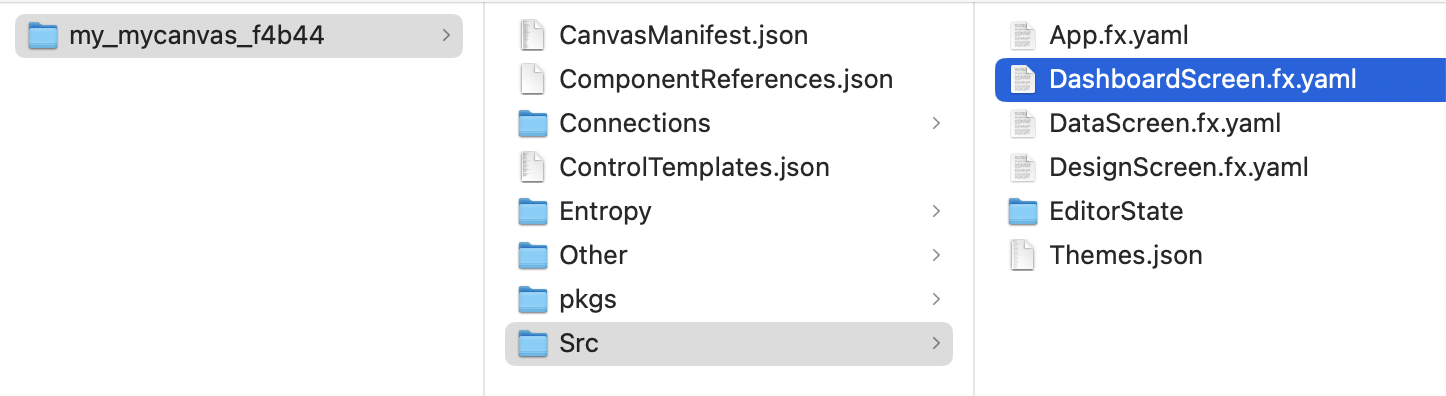 my_mycanvas_f4b44
CanvasManifest.json
ComponentReferences.json
Connections
ControlTemplates.json
Entropy
Other
pkgs
Src
App.fx.yaml
DashboardScreen.fx.yaml
DataScreen.fx.yaml
DesignScreen.fx.yaml
EditorState
Themes.json